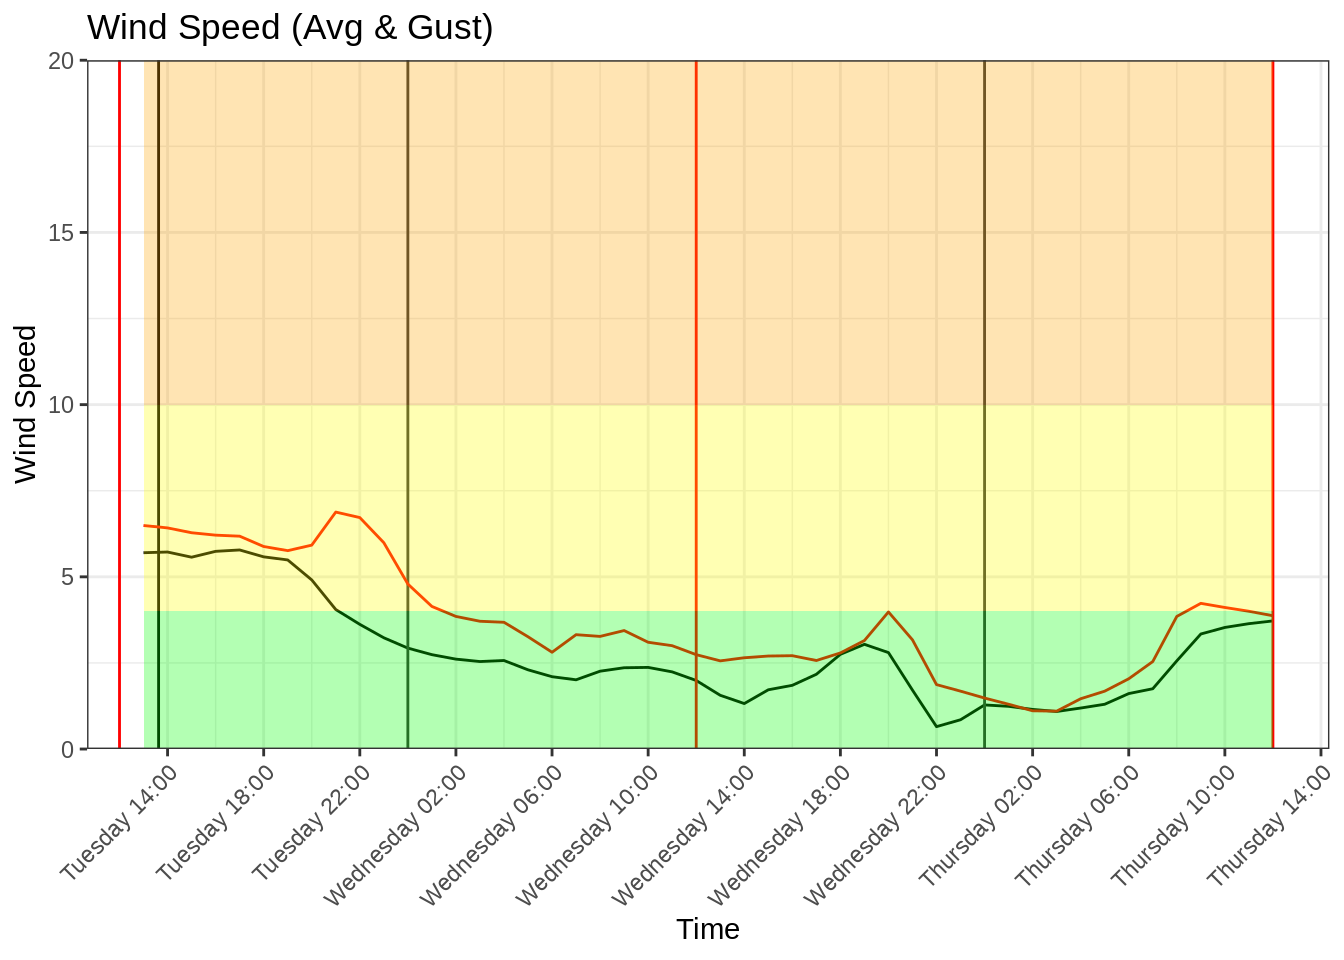 Wind Speed (Avg & Gust)
20
15
10
5
0
Wind Speed
Tuesday 14:00
Tuesday 18:00
Tuesday 22:00
Wednesday 02:00
Wednesday 06:00
Wednesday 10:00
Wednesday 14:00
Wednesday 18:00
Wednesday 22:00
Thursday 02:00
Thursday 06:00
Thursday 10:00
Thursday 14:00
Time